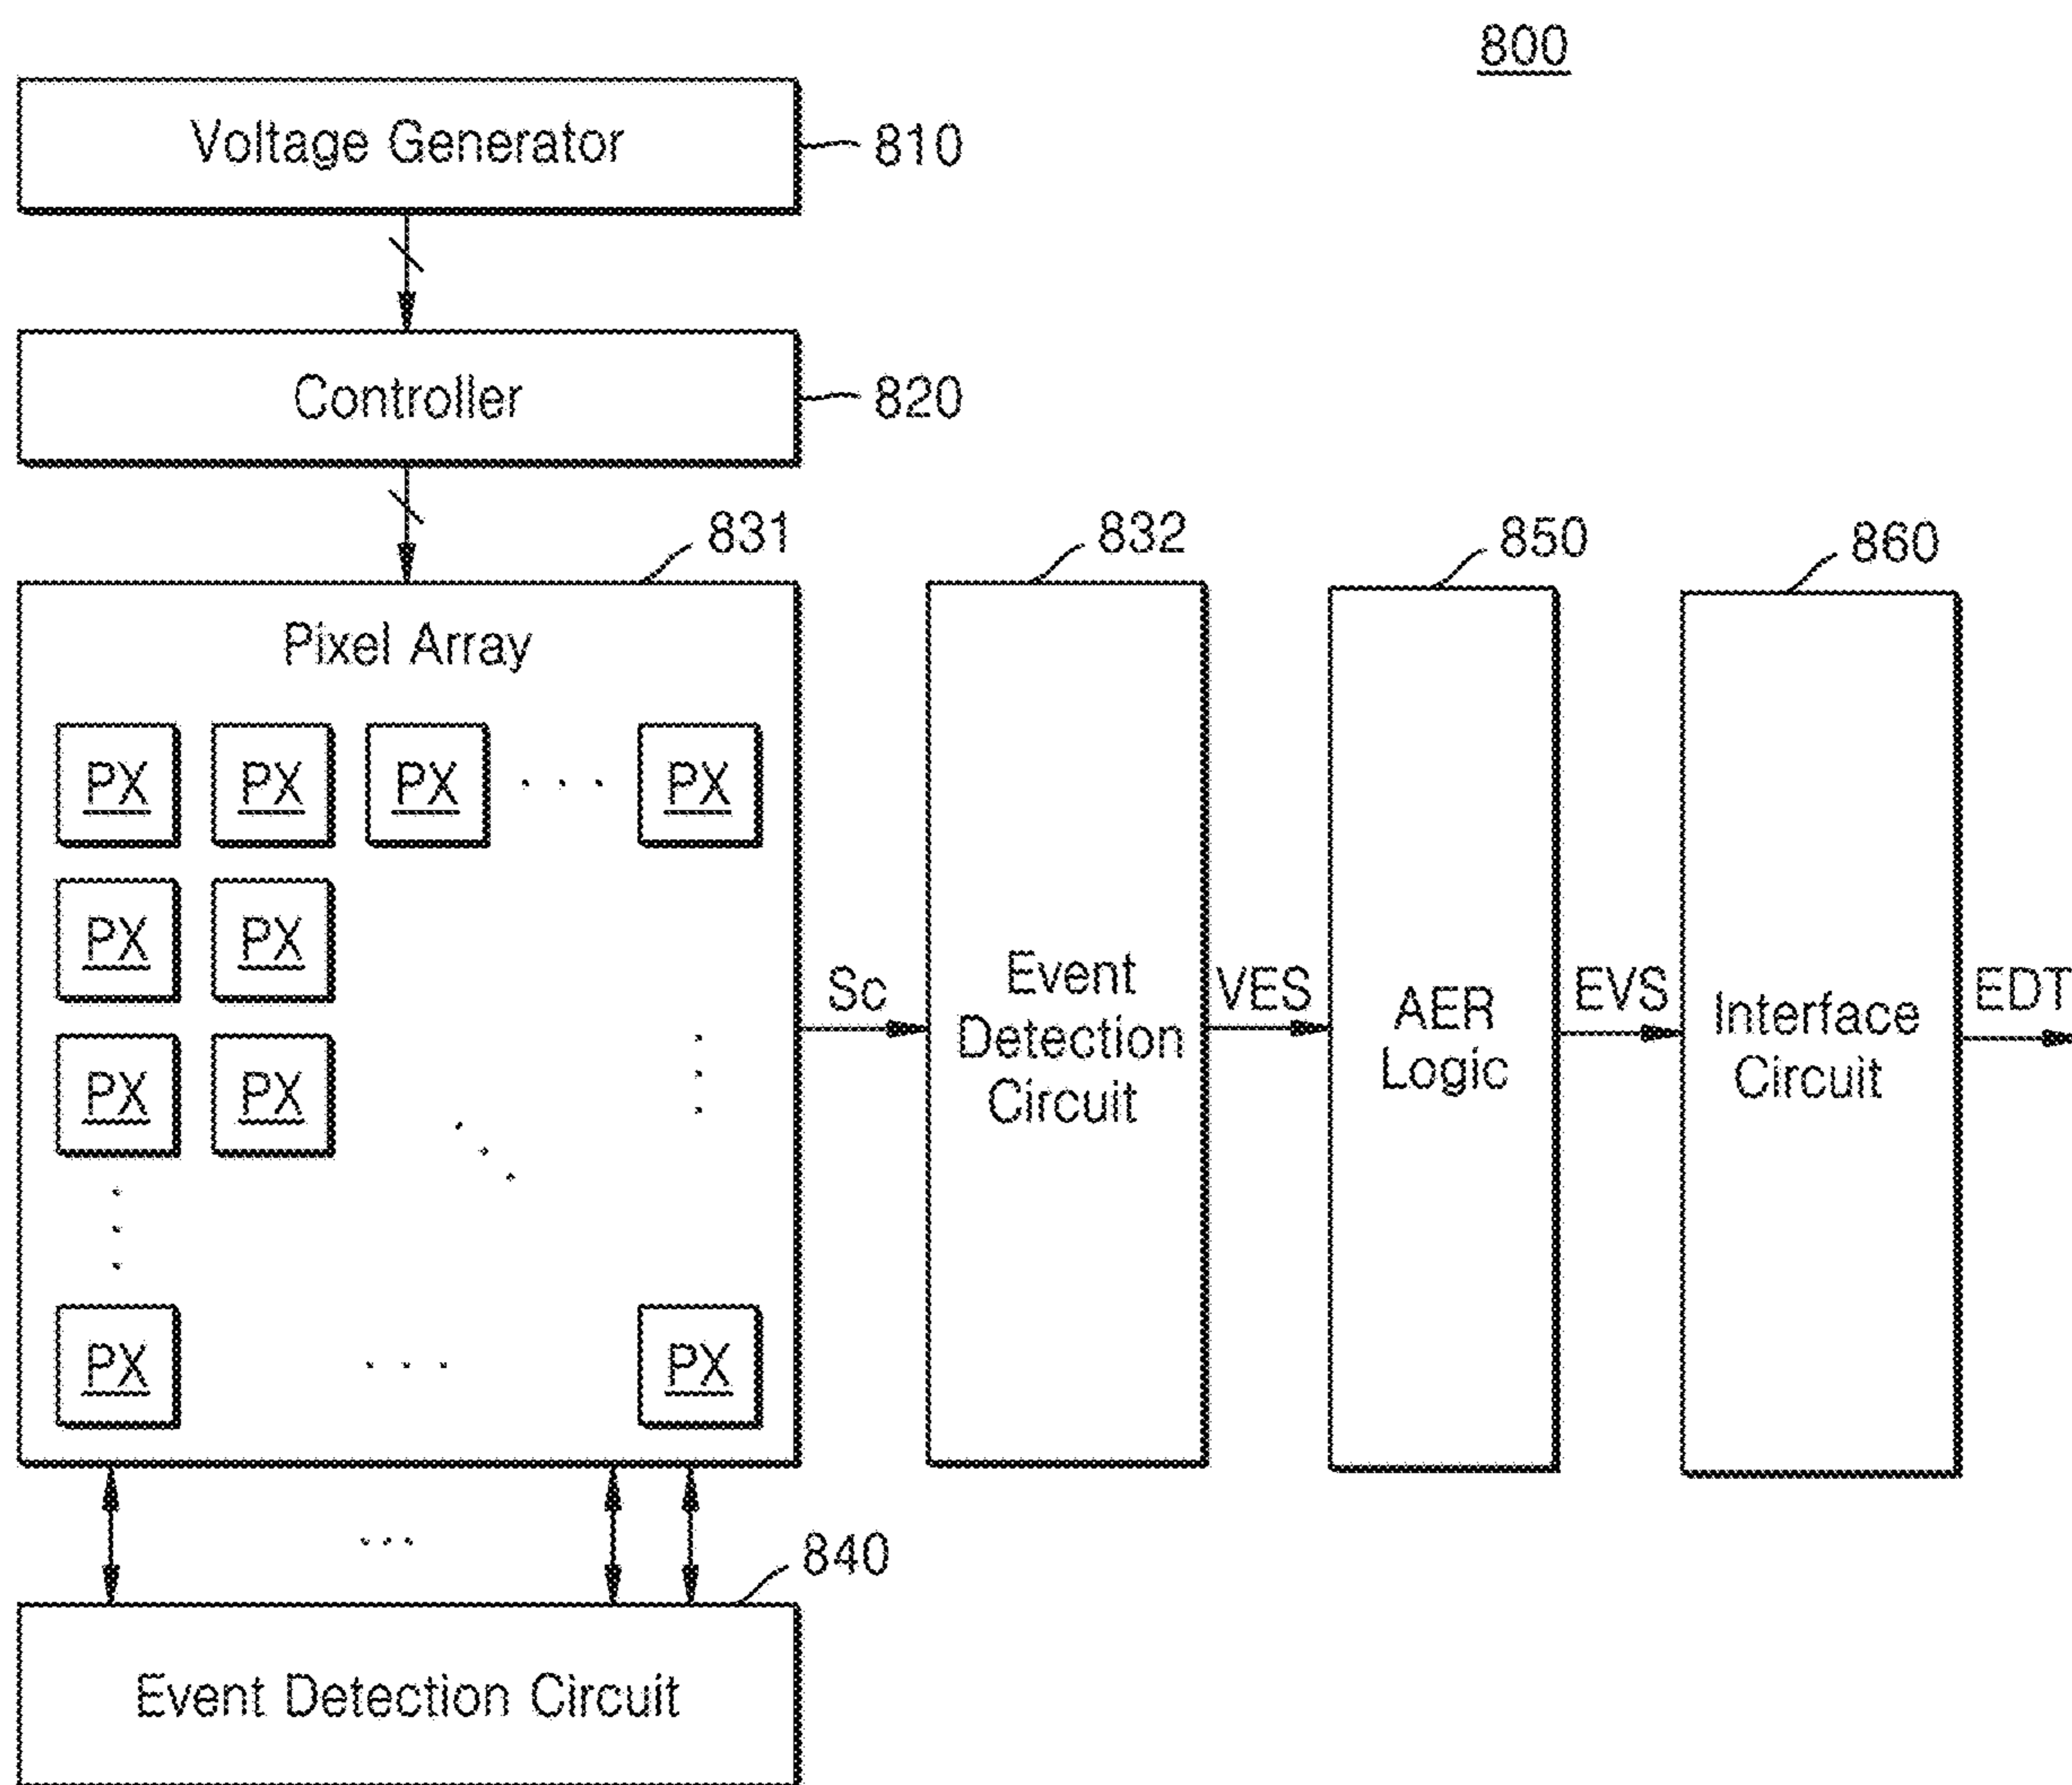 800
Voltage Generator
810
Controller
820
831
832
850
860
Pixel Array
PX PX PX ... PX
PX PX
PX PX
PX ... PX
Sc
Event
Detection
Circuit
VES
AER
Logic
EVS
Interface
Circuit
EDT
...
840
Event Detection Circuit